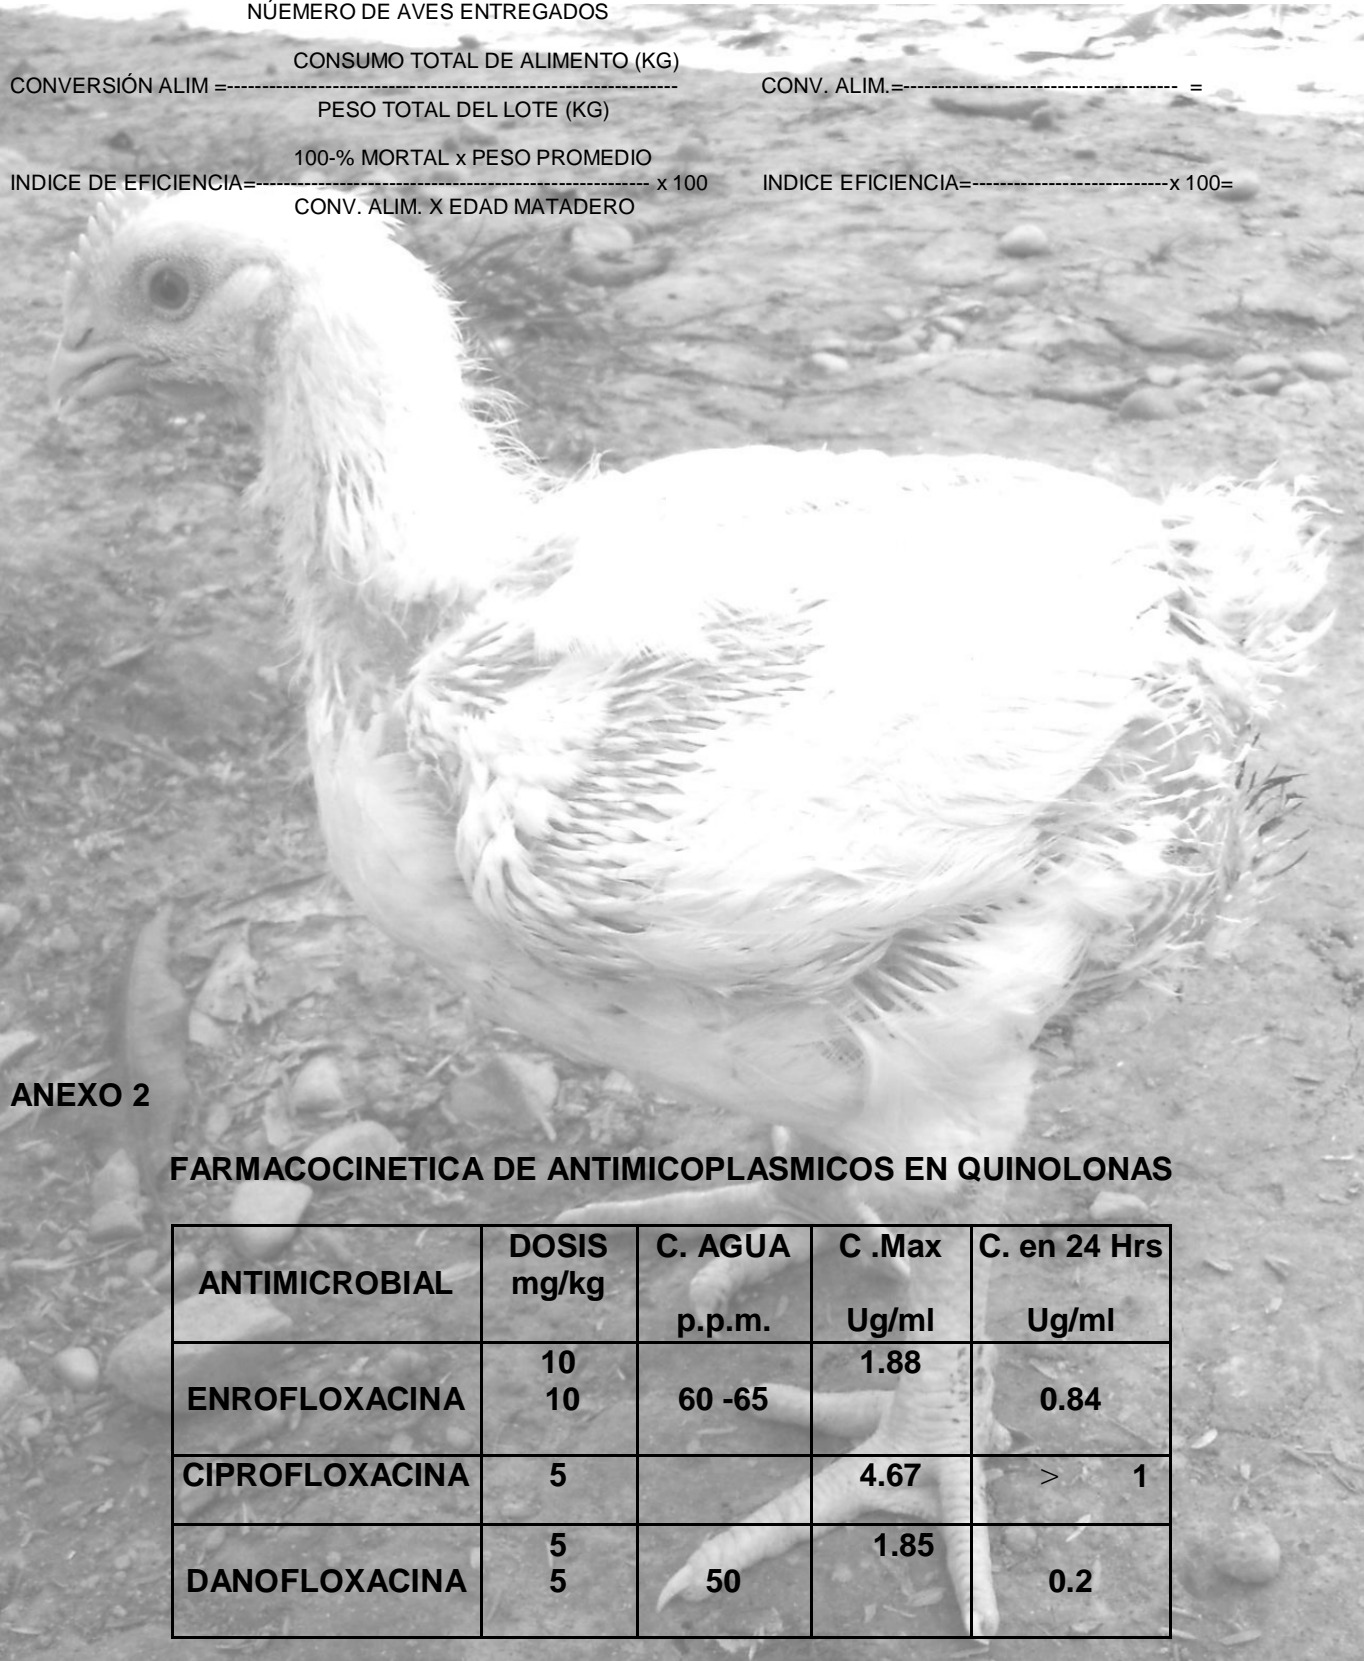 NÚEMERO DE AVES ENTREGADOS
CONSUMO TOTAL DE ALIMENTO (KG)
CONVERSIÓN ALIM =----------------------------------------------------------------- CONV. ALIM.=--------------------------------------- =
PESO TOTAL DEL LOTE (KG)
100-% MORTAL x PESO PROMEDIO
INDICE DE EFICIENCIA=--------------------------------------------------------- x 100 INDICE EFICIENCIA=----------------------------x 100=
CONV. ALIM. X EDAD MATADERO
ANEXO 2
FARMACOCINETICA DE ANTIMICOPLASMICOS EN QUINOLONAS
ANTIMICROBIAL DOSIS mg/kg C. AGUA p.p.m. C .Max Ug/ml C. en 24 Hrs Ug/ml
10 1.88
ENROFLOXACINA 10 60 -65 0.84
CIPROFLOXACINA 5 4.67 > 1
5 1.85
DANOFLOXACINA 5 50 0.2